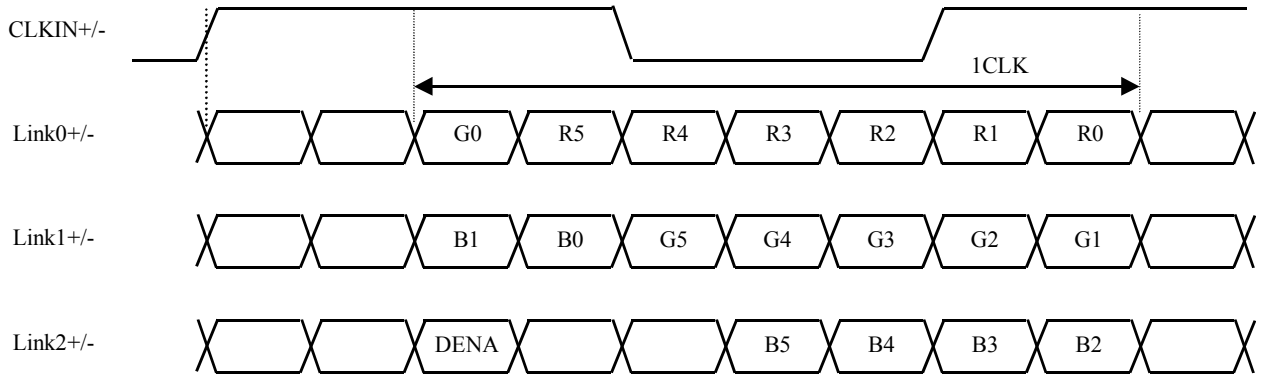 CLKIN+/-
1CLK
Link0+/- G0 R5 R4 R3 R2 R1 R0
Link1+/- B1 B0 G5 G4 G3 G2 G1
Link2+/- DENA B5 B4 B3 B2